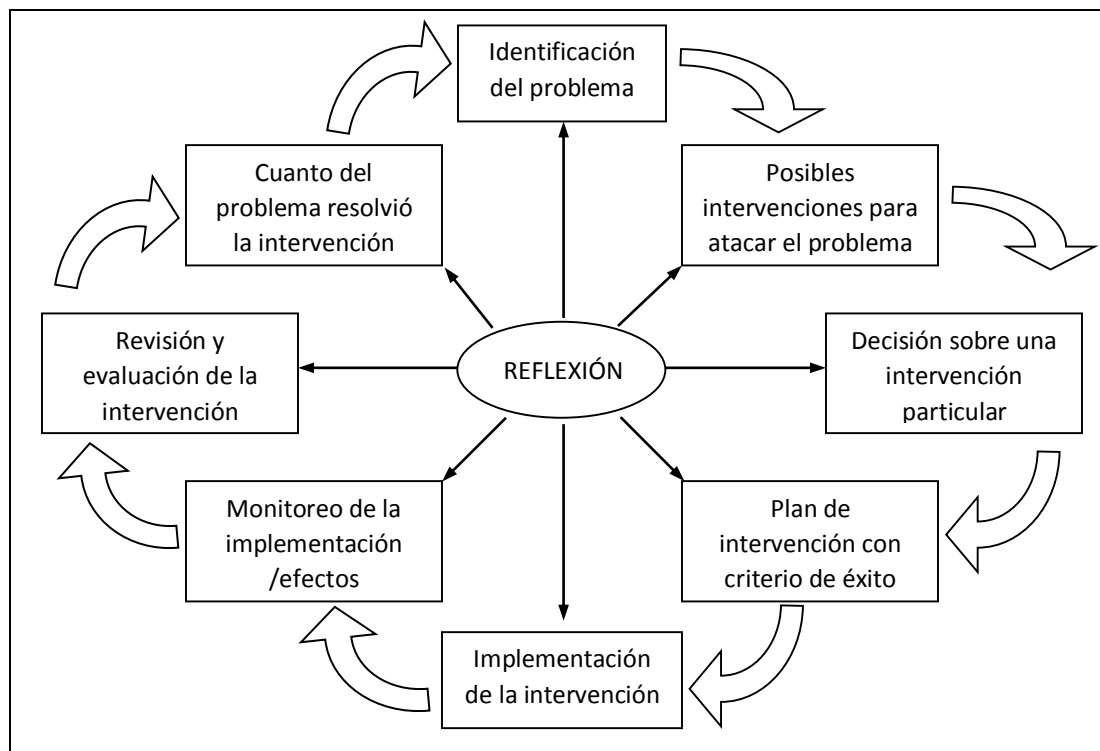 Identificación
del problema
Posibles
intervenciones para
atacar el problema
Decisión sobre una
intervención
particular
Plan de
intervención con
criterio de éxito
Implementación
de la intervención
Monitoreo de la
implementación
/efectos
Revisión y
evaluación de la
intervención
Cuanto del
problema resolvió
la intervención
REFLEXIÓN